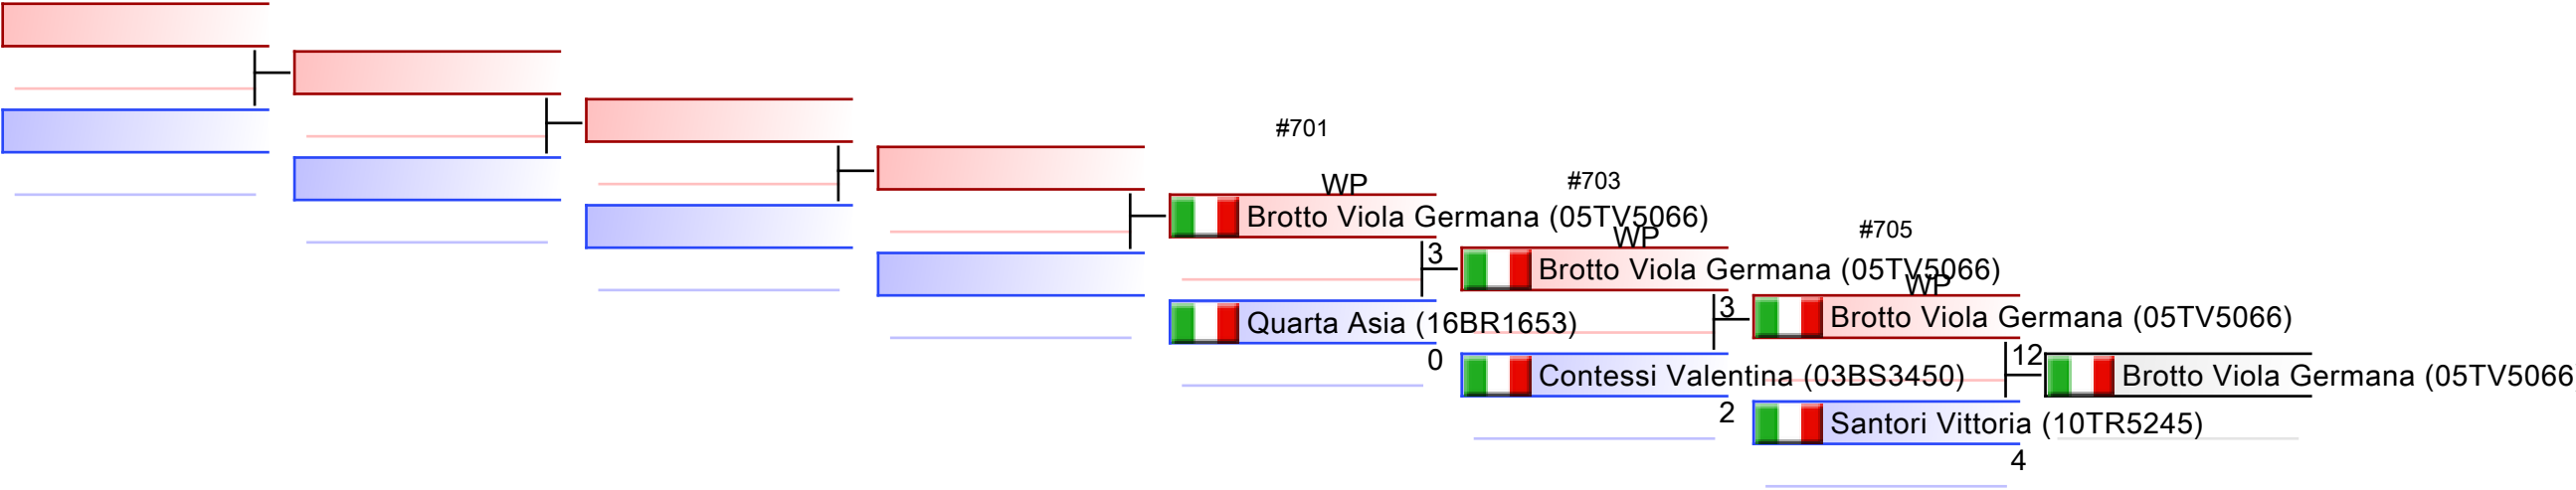 #701
WP
Brotto Viola Germana (05TV5066)
3
Quarta Asia (16BR1653)
0
#703
WP
Brotto Viola Germana (05TV5066)
3
Contessi Valentina (03BS3450)
2
#705
WP
Brotto Viola Germana (05TV5066)
12
Santori Vittoria (10TR5245)
4
Brotto Viola Germana (05TV5066